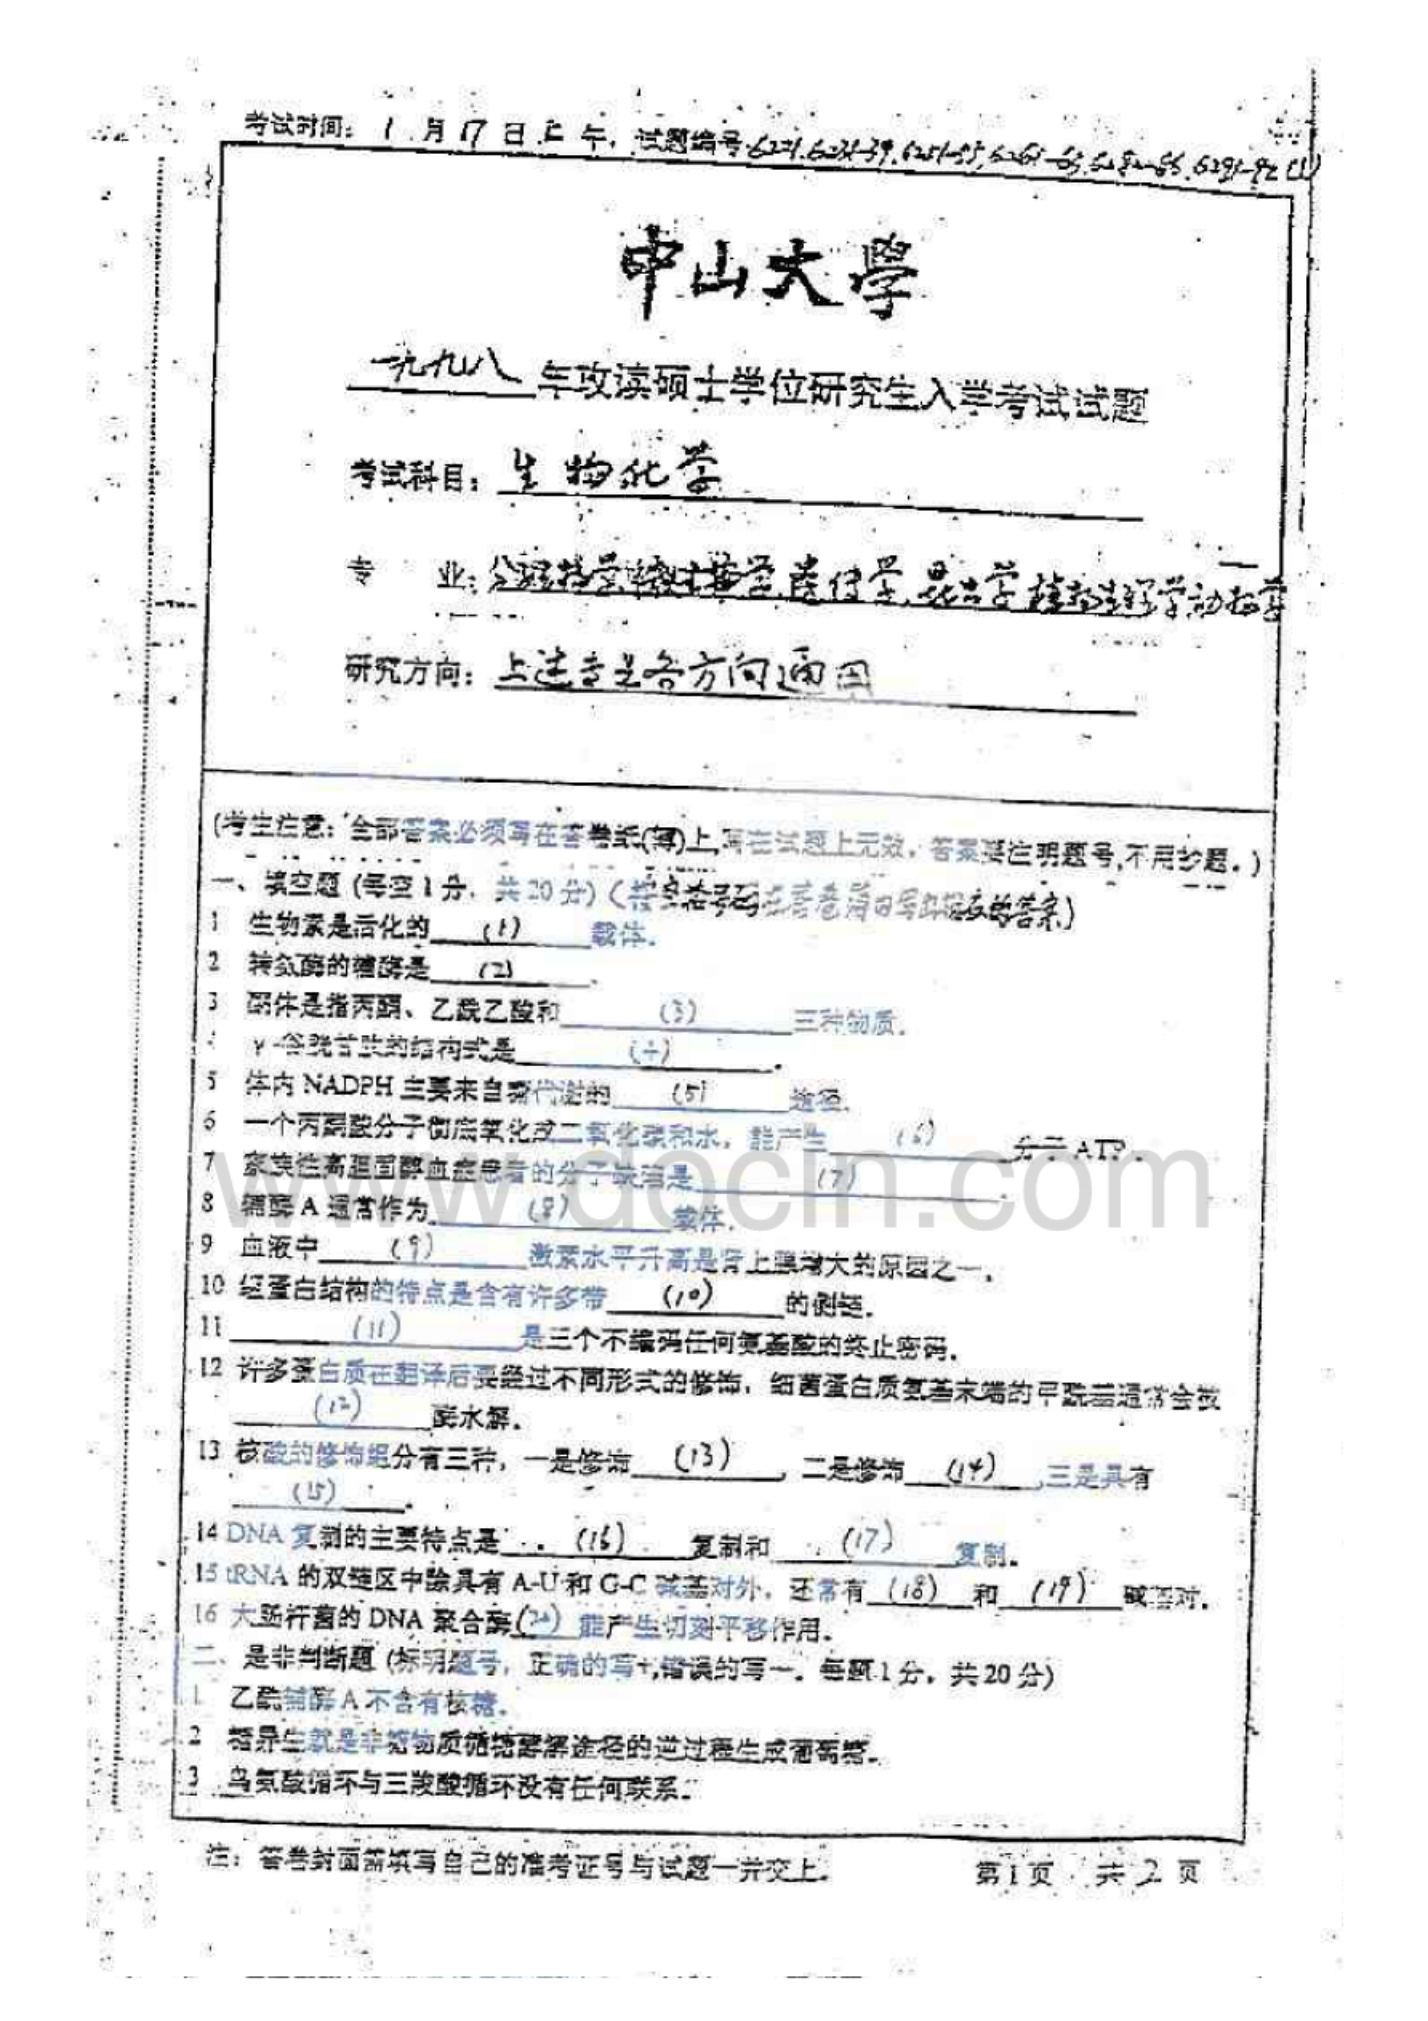 考试时间: 1 月 17 日 上 午, 试题编号
中山大學
一九九八 年攻读硕士学位研究生入学考试试题
考试科目: 生物化学
专 业: 遗传学、昆虫学
研究方向: 上述专业各方向通用
(考生注意: 全部答案必须写在答卷纸(簿)上,写在试题上无效, 答案要注明题号,不用抄题。)
一、填空题 (每空1分, 共20分)
1 生物素是活化的 (1) 载体.
2 转氨酶的辅酶是 (2) .
3 酮体是指丙酮、乙酰乙酸和 (3) 三种物质.
的结构式是 (4) .
5 体内 NADPH 主要来自糖代谢的 (5) 途径.
6 一个丙酮酸分子彻底氧化成二氧化碳和水, 能产生 (6) 分子 ATP.
7 家族性高胆固醇血症患者的分子缺陷是 (7) .
www.docin.com
8 辅酶 A 通常作为 (8) 载体.
9 血液中 (9) 激素水平升高是肾上腺增大的原因之一.
10 组蛋白结构的特点是含有许多带 (10) 的侧链.
11 (11) 是三个不编码任何氨基酸的终止密码.
12 许多蛋白质在翻译后要经过不同形式的修饰, 细菌蛋白质氨基末端的甲酰基通常会被
(12) 酶水解.
13 核酸的修饰组分有三种, 一是修饰 (13) , 二是修饰 (14) ,三是具有
(15) .
14 DNA 复制的主要特点是 (16) 复制和 (17) 复制.
15 tRNA 的双链区中除具有 A-U 和 G-C 碱基对外, 还常有 (18) 和 (19) 碱基对.
16 大肠杆菌的 DNA 聚合酶 (20) 能产生切刻平移作用.
二、是非判断题 (标明题号, 正确的写+,错误的写一. 每题1分, 共20分)
1 乙酰辅酶 A 不含有核糖.
2 糖异生就是非糖物质循糖酵解途径的逆过程生成葡萄糖.
3 鸟氨酸循环与三羧酸循环没有任何联系.
注: 答卷封面需填写自己的准考证号与试题一并交上.
第1页 共2页